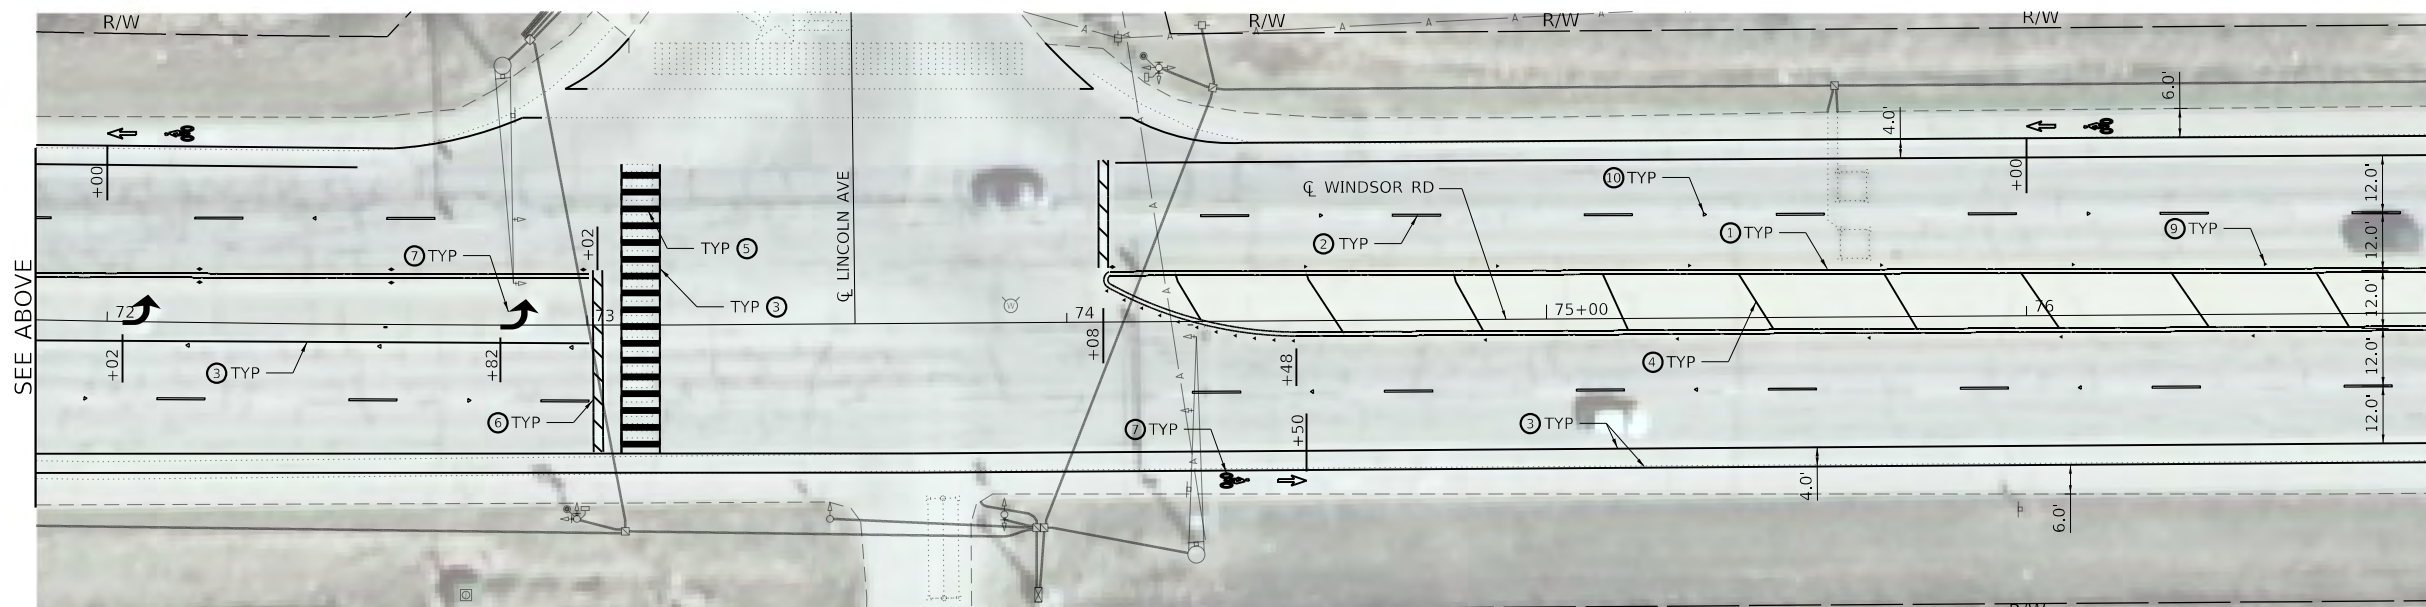 R/W
R/W
R/W
R/W
6.0'
4.0'
+00
+00
12.0'
12.0'
12.0'
12.0'
12.0'
℄ LINCOLN AVE
℄ WINDSOR RD
10 TYP
1 TYP
2 TYP
9 TYP
7 TYP
+02
TYP 5
TYP 3
SEE ABOVE
72
73
74
75+00
76
+02
+82
+08
+48
3 TYP
4 TYP
6 TYP
7 TYP
+50
3 TYP
4.0'
6.0'
A
A
A
A
A
A
A
A
A
A
A
W